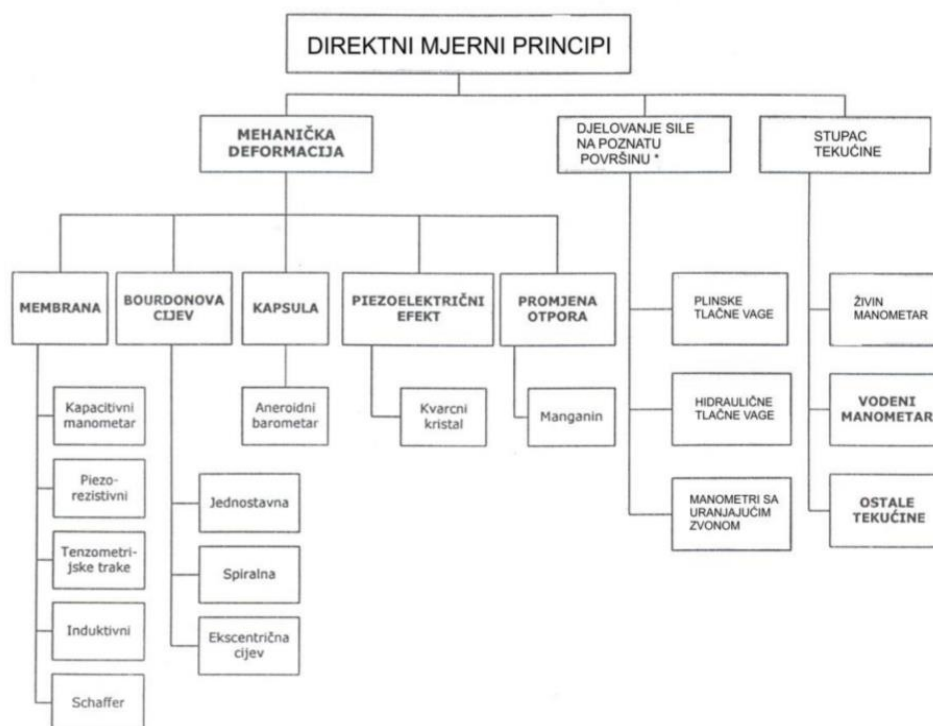 DIREKTNI MJERNI PRINCIPI
MEHANIČKA
DEFORMACIJA
DJELOVANJE SILE
NA POZNATU
POVRŠINU *
STUPAC
TEKUĆINE
MEMBRANA
BOURDONOVA
CIJEV
KAPSULA
PIEZOELEKTRIČNI
EFEKT
PROMJENA
OTPORA
PLINSKE
TLAČNE VAGE
ŽIVIN
MANOMETAR
Kapacitivni
manometar
Aneroidni
barometar
Kvarcni
kristal
Manganin
HIDRAULIČNE
TLAČNE VAGE
VODENI
MANOMETAR
Piezo-
rezistivni
Jednostavna
MANOMETRI SA
URANJAJUĆIM
ZVONOM
OSTALE
TEKUĆINE
Tenzometri-
jske trake
Spiralna
Induktivni
Ekscentrična
cijev
Schaffer